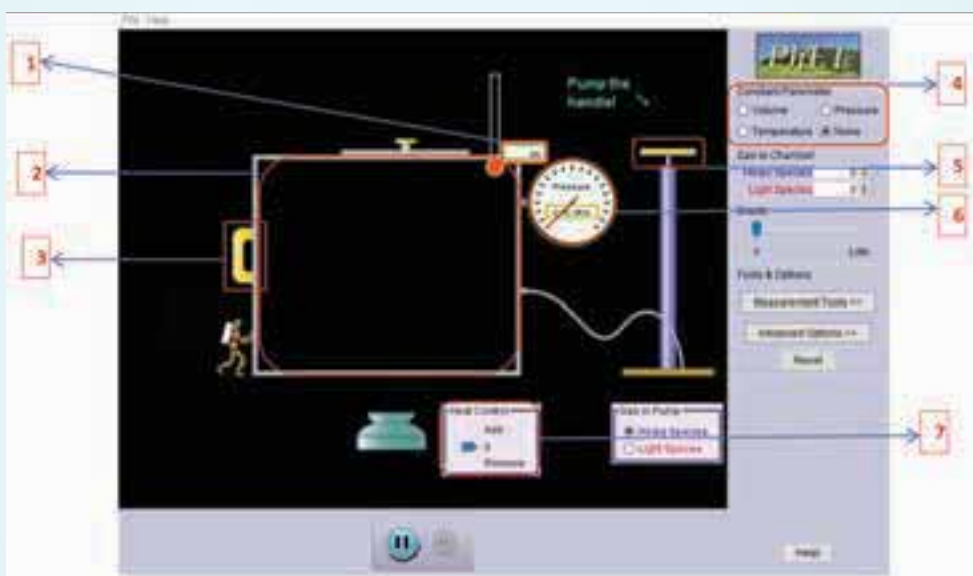 File Help
1
PhET
4
Pump the
handle!
Constant Parameter
Volume Pressure
Temperature None
2
5
Gas in Chamber
Heavy Species
Light Species
Pressure
6
Gravity
3
0 Lots
Tools & Options
Measurement Tools >>
Advanced Options >>
Reset
Heat Control
Add
0
Remove
Gas in Pump
Heavy Species
Light Species
7
Help!